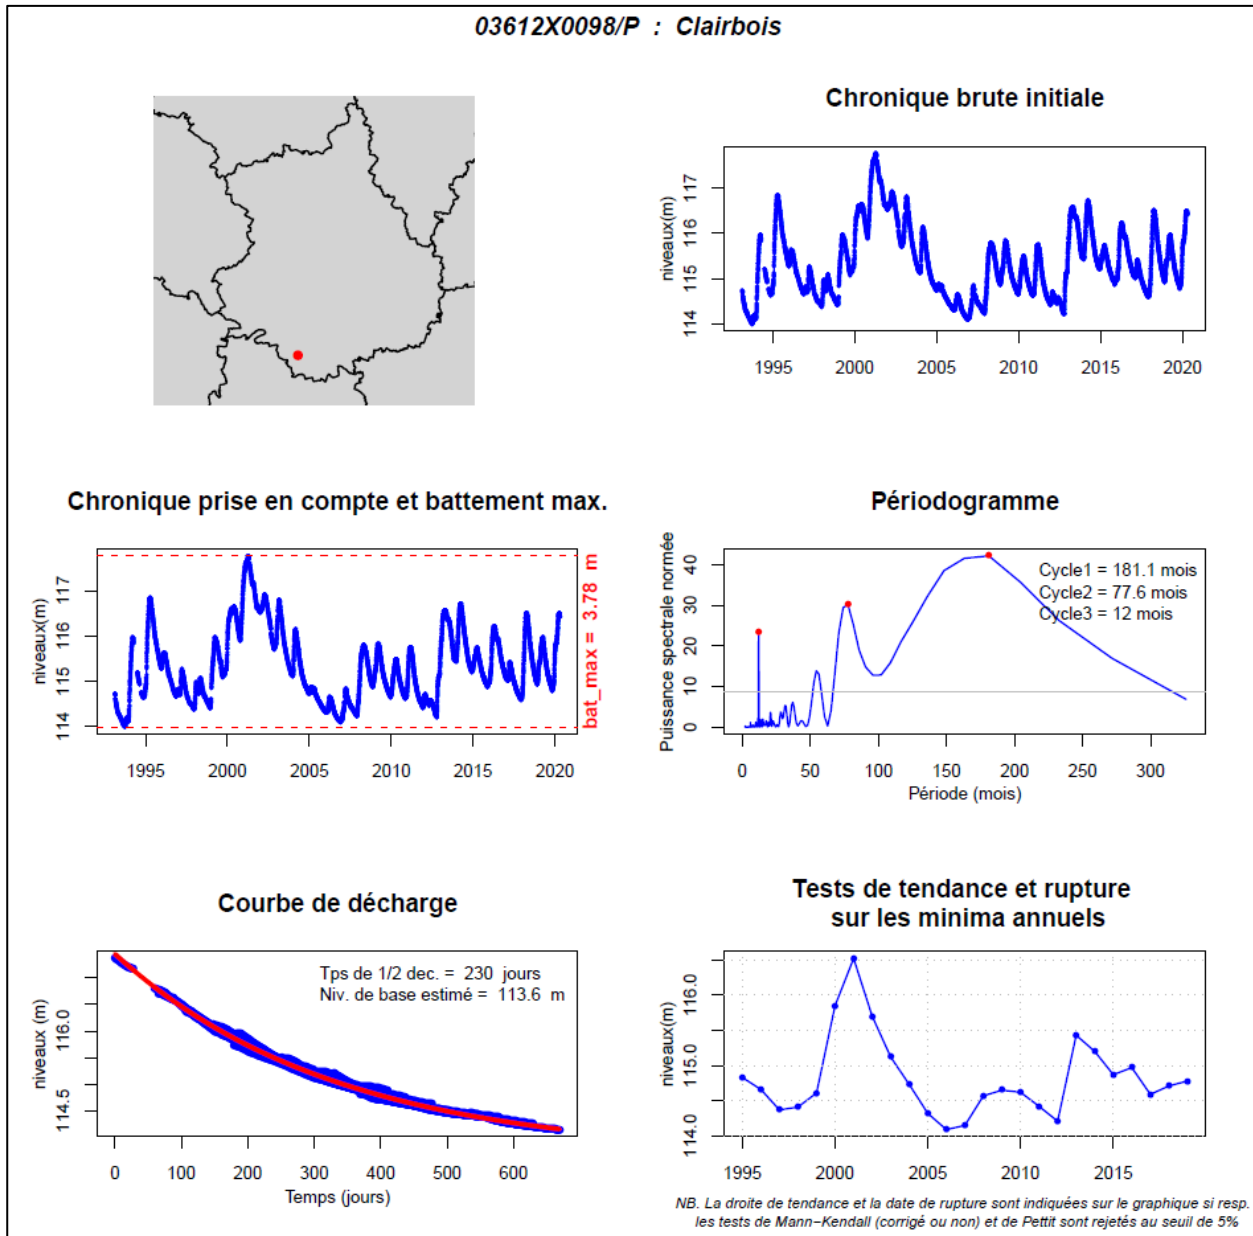 03612X0098/P : Clairbois
Chronique brute initiale
niveaux(m)
117
116
115
114
1995 2000 2005 2010 2015 2020
Chronique prise en compte et battement max.
niveaux(m)
117
116
115
114
1995 2000 2005 2010 2015 2020
bat_max = 3.78 m
Périodogramme
Puissance spectrale normée
40
30
20
10
0
Cycle1 = 181.1 mois
Cycle2 = 77.6 mois
Cycle3 = 12 mois
0 50 100 150 200 250 300
Période (mois)
Courbe de décharge
niveaux (m)
116.0
114.5
Tps de 1/2 dec. = 230 jours
Niv. de base estimé = 113.6 m
0 100 200 300 400 500 600
Temps (jours)
Tests de tendance et rupture
sur les minima annuels
niveaux(m)
116.0
115.0
114.0
1995 2000 2005 2010 2015
NB. La droite de tendance et la date de rupture sont indiquées sur le graphique si resp.
les tests de Mann−Kendall (corrigé ou non) et de Pettit sont rejetés au seuil de 5%